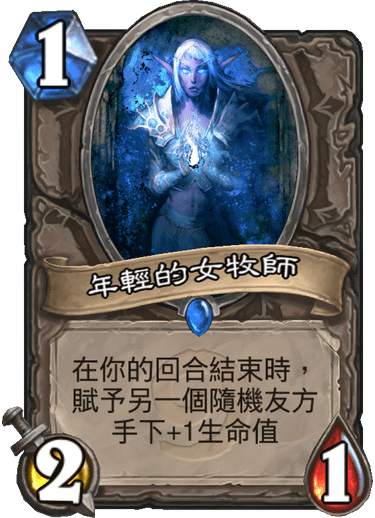 1
年輕的女牧師
在你的回合結束時，
賦予另一個隨機友方
手下+1生命值
2
1